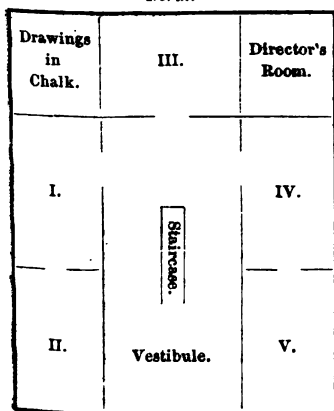 Drawings
in
Chalk.
III.
Director's
Room.
I.
IV.
Staircase.
II.
Vestibule.
V.